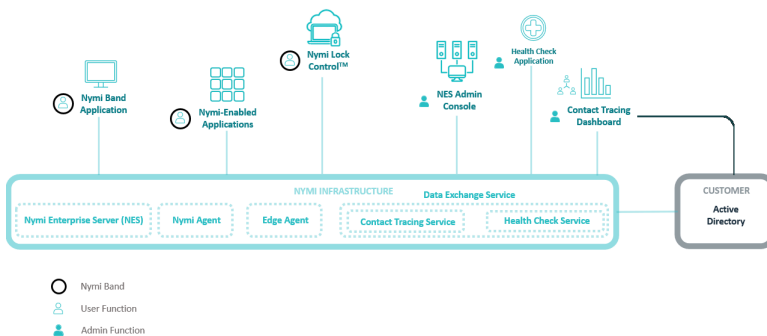 Nymi Band
Application
Nymi-Enabled
Applications
Nymi Lock
Control™
NES Admin
Console
Health Check
Application
Contact Tracing
Dashboard
NYMI INFRASTRUCTURE
Data Exchange Service
Nymi Enterprise Server (NES)
Nymi Agent
Edge Agent
Contact Tracing Service
Health Check Service
CUSTOMER
Active
Directory
Nymi Band
User Function
Admin Function